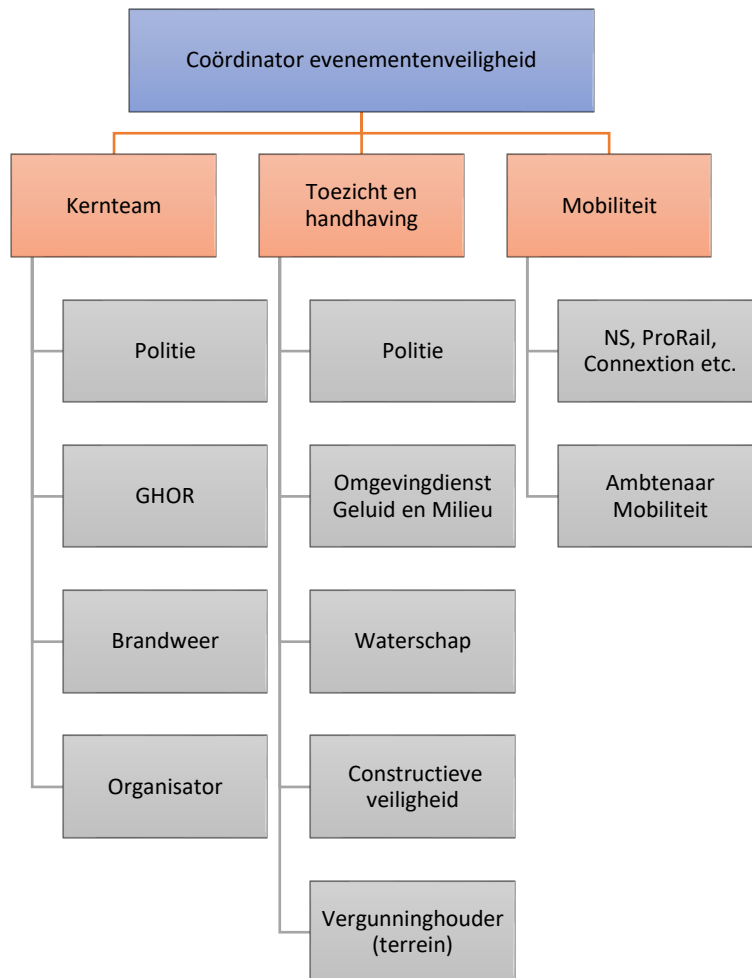 Coördinator evenementenveiligheid
Kernteam
Politie
GHOR
Brandweer
Organisator
Toezicht en
handhaving
Politie
Omgevingdienst
Geluid en Milieu
Waterschap
Constructieve
veiligheid
Vergunninghouder
(terrein)
Mobiliteit
NS, ProRail,
Connextion etc.
Ambtenaar
Mobiliteit